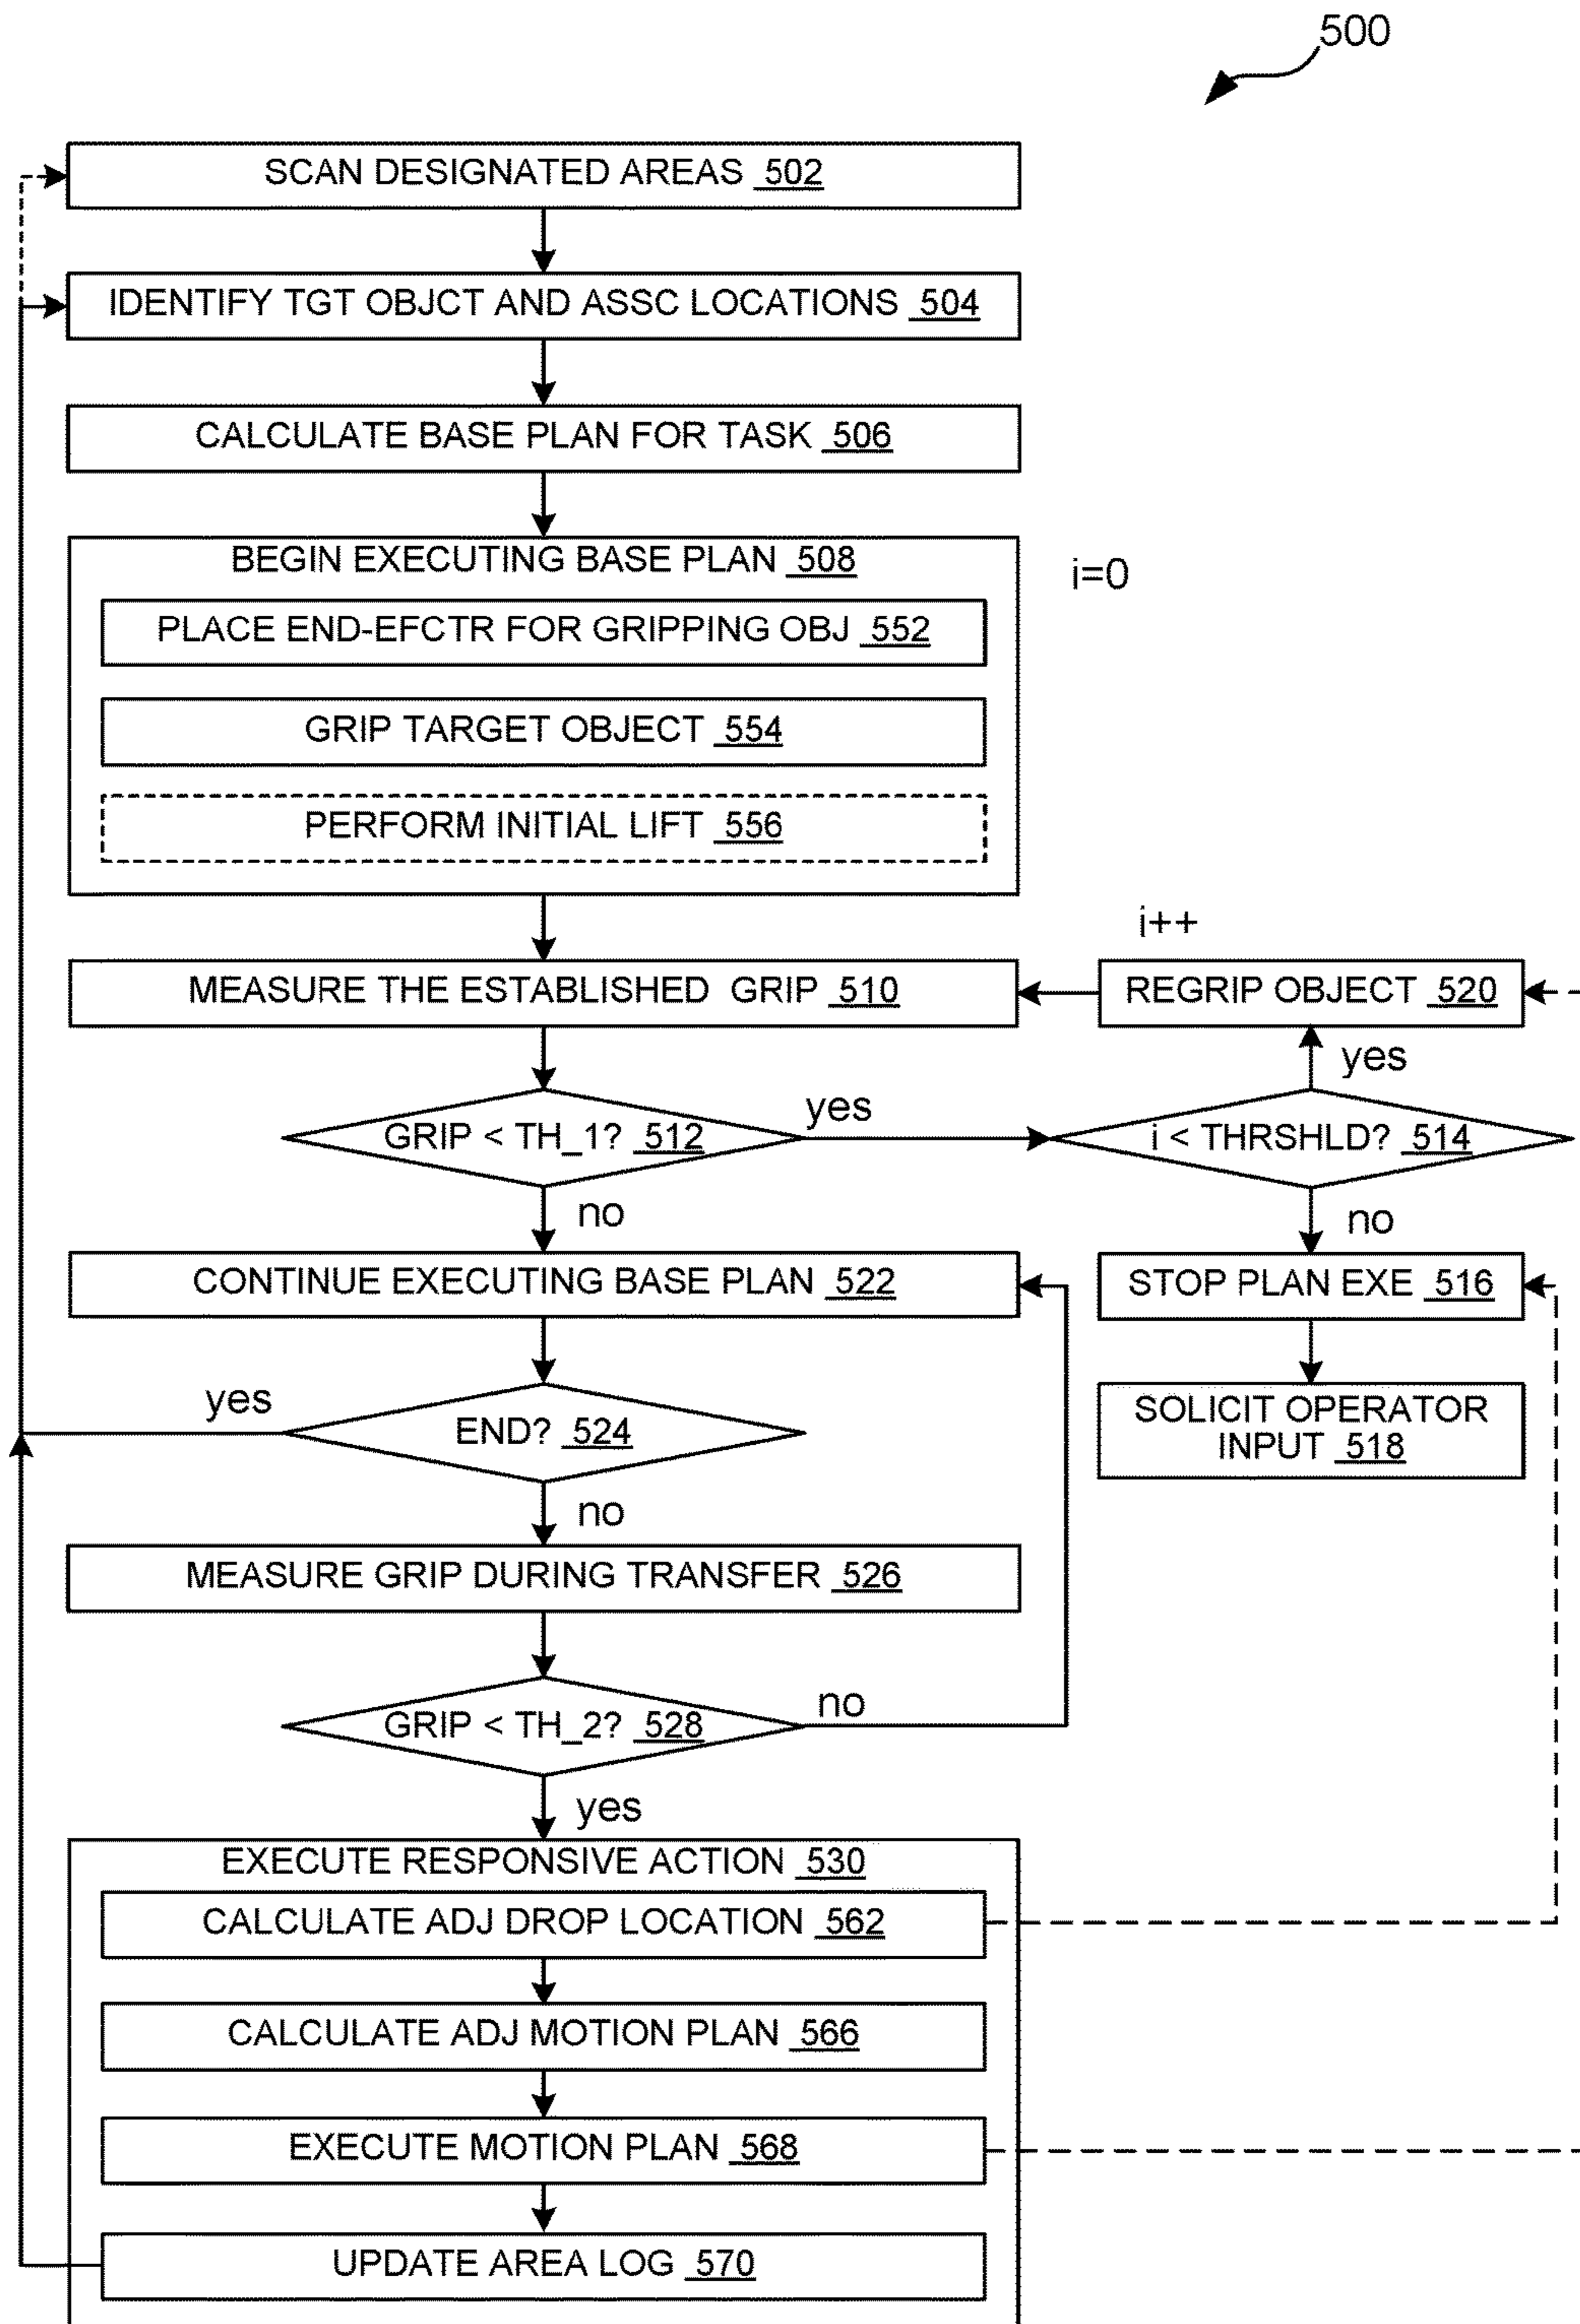 500
SCAN DESIGNATED AREAS 502
IDENTIFY TGT OBJCT AND ASSC LOCATIONS 504
CALCULATE BASE PLAN FOR TASK 506
BEGIN EXECUTING BASE PLAN 508
i=0
PLACE END-EFCTR FOR GRIPPING OBJ 552
GRIP TARGET OBJECT 554
PERFORM INITIAL LIFT 556
i++
MEASURE THE ESTABLISHED GRIP 510
REGRIP OBJECT 520
yes
GRIP < TH_1? 512
yes
i < THRSHLD? 514
no
no
CONTINUE EXECUTING BASE PLAN 522
STOP PLAN EXE 516
yes
END? 524
SOLICIT OPERATOR
INPUT 518
no
MEASURE GRIP DURING TRANSFER 526
GRIP < TH_2? 528
no
yes
EXECUTE RESPONSIVE ACTION 530
CALCULATE ADJ DROP LOCATION 562
CALCULATE ADJ MOTION PLAN 566
EXECUTE MOTION PLAN 568
UPDATE AREA LOG 570